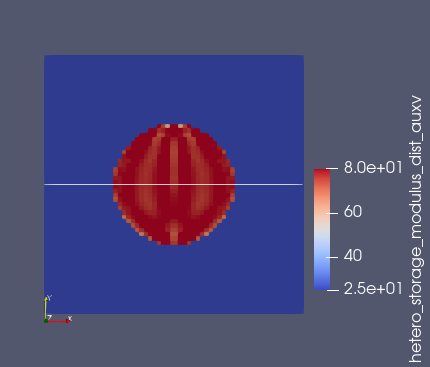 8.0e+01
60
40
2.5e+01
hetero_storage_modulus_dist_auxv
Y
Z
X